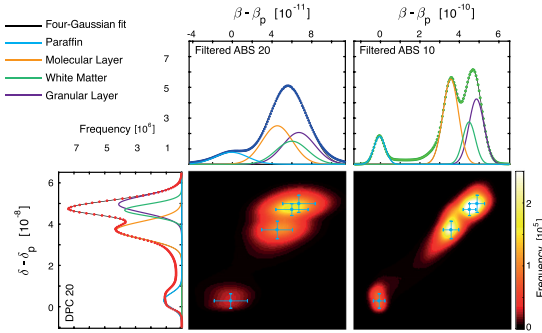 β - βₚ [10⁻¹¹]
β - βₚ [10⁻¹⁰]
-4 0 4 8
0 2 4 6
Four-Gaussian fit
Paraffin
Molecular Layer
White Matter
Granular Layer
Filtered ABS 20
Filtered ABS 10
7
5
3
1
Frequency [10⁶]
7 5 3 1
δ - δₚ [10⁻⁸]
6
4
2
0
DPC 20
Frequency [10⁵]
2
1
0